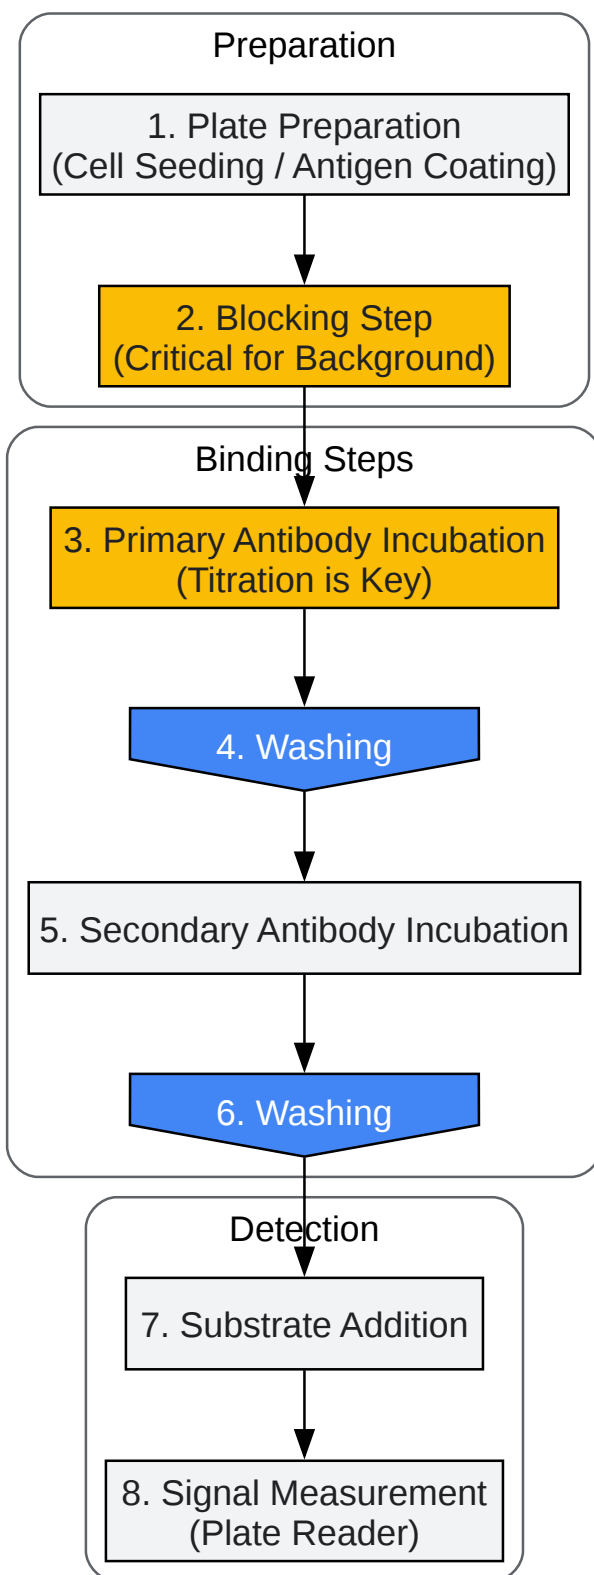 Preparation
1. Plate Preparation
(Cell Seeding / Antigen Coating)
2. Blocking Step
(Critical for Background)
Binding Steps
3. Primary Antibody Incubation
(Titration is Key)
4. Washing
5. Secondary Antibody Incubation
6. Washing
Detection
7. Substrate Addition
8. Signal Measurement
(Plate Reader)